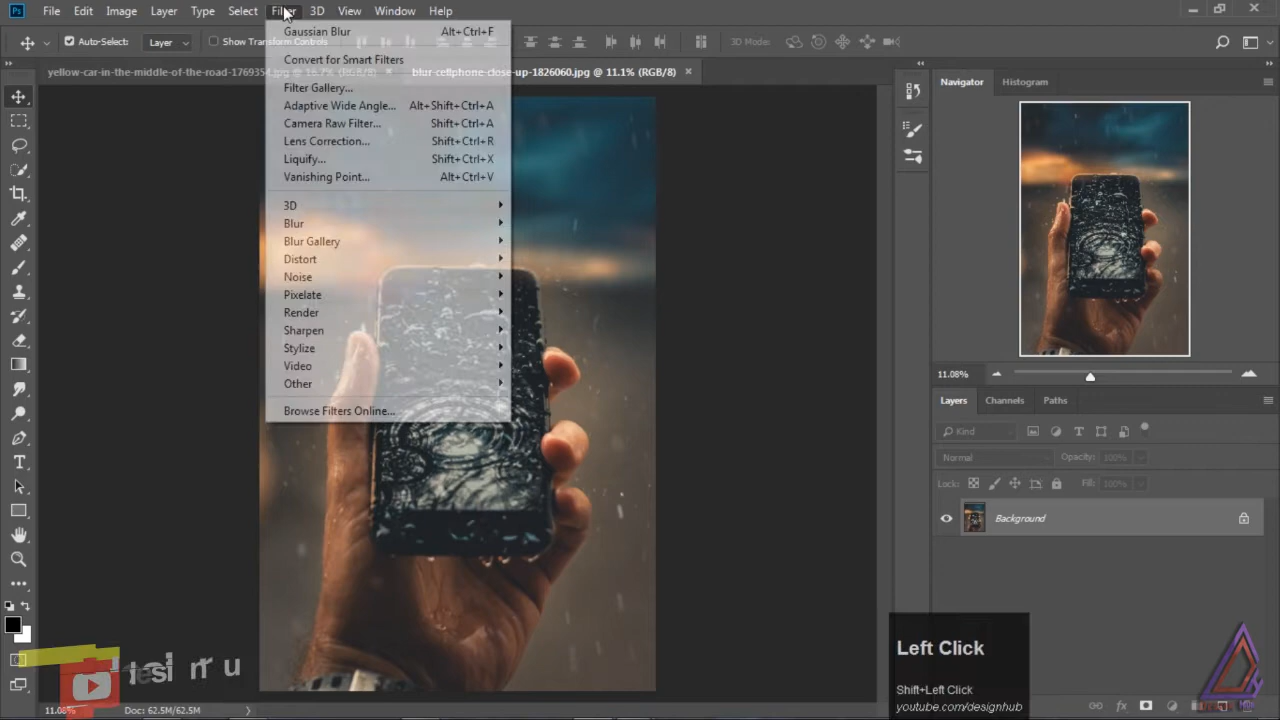 Ps File Edit Image Layer Type Select Filter 3D View Window Help
Auto-Select: Layer Show Transform Controls 3D Mode:
yellow-car-in-the-middle-of-the-road-1769354.jpg @ 16.7% (RGB/8) × blur-cellphone-close-up-1826060.jpg @ 11.1% (RGB/8) ×
Gaussian Blur Alt+Ctrl+F
Convert for Smart Filters
Filter Gallery...
Adaptive Wide Angle... Alt+Shift+Ctrl+A
Camera Raw Filter... Shift+Ctrl+A
Lens Correction... Shift+Ctrl+R
Liquify... Shift+Ctrl+X
Vanishing Point... Alt+Ctrl+V
3D
Blur
Blur Gallery
Distort
Noise
Pixelate
Render
Sharpen
Stylize
Video
Other
Browse Filters Online...
Navigator Histogram
11.08%
Layers Channels Paths
Kind
Normal Opacity: 100%
Lock: Fill: 100%
Background
Left Click
Shift+Left Click
youtube.com/designhub
11.08% Doc: 62.5M/62.5M